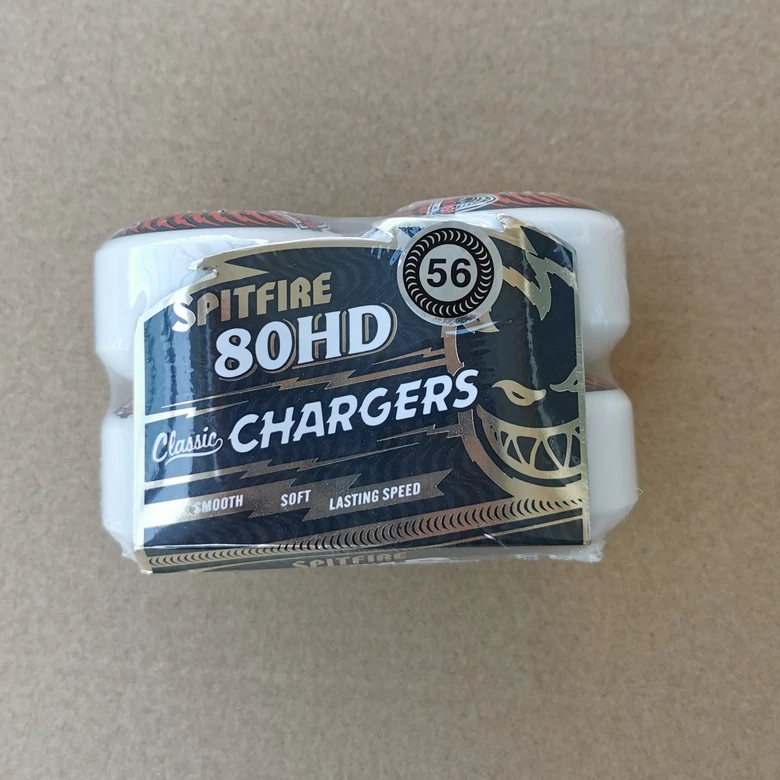 SPITFIRE
56
80HD
Classic CHARGERS
SMOOTH SOFT LASTING SPEED
SPITFIRE